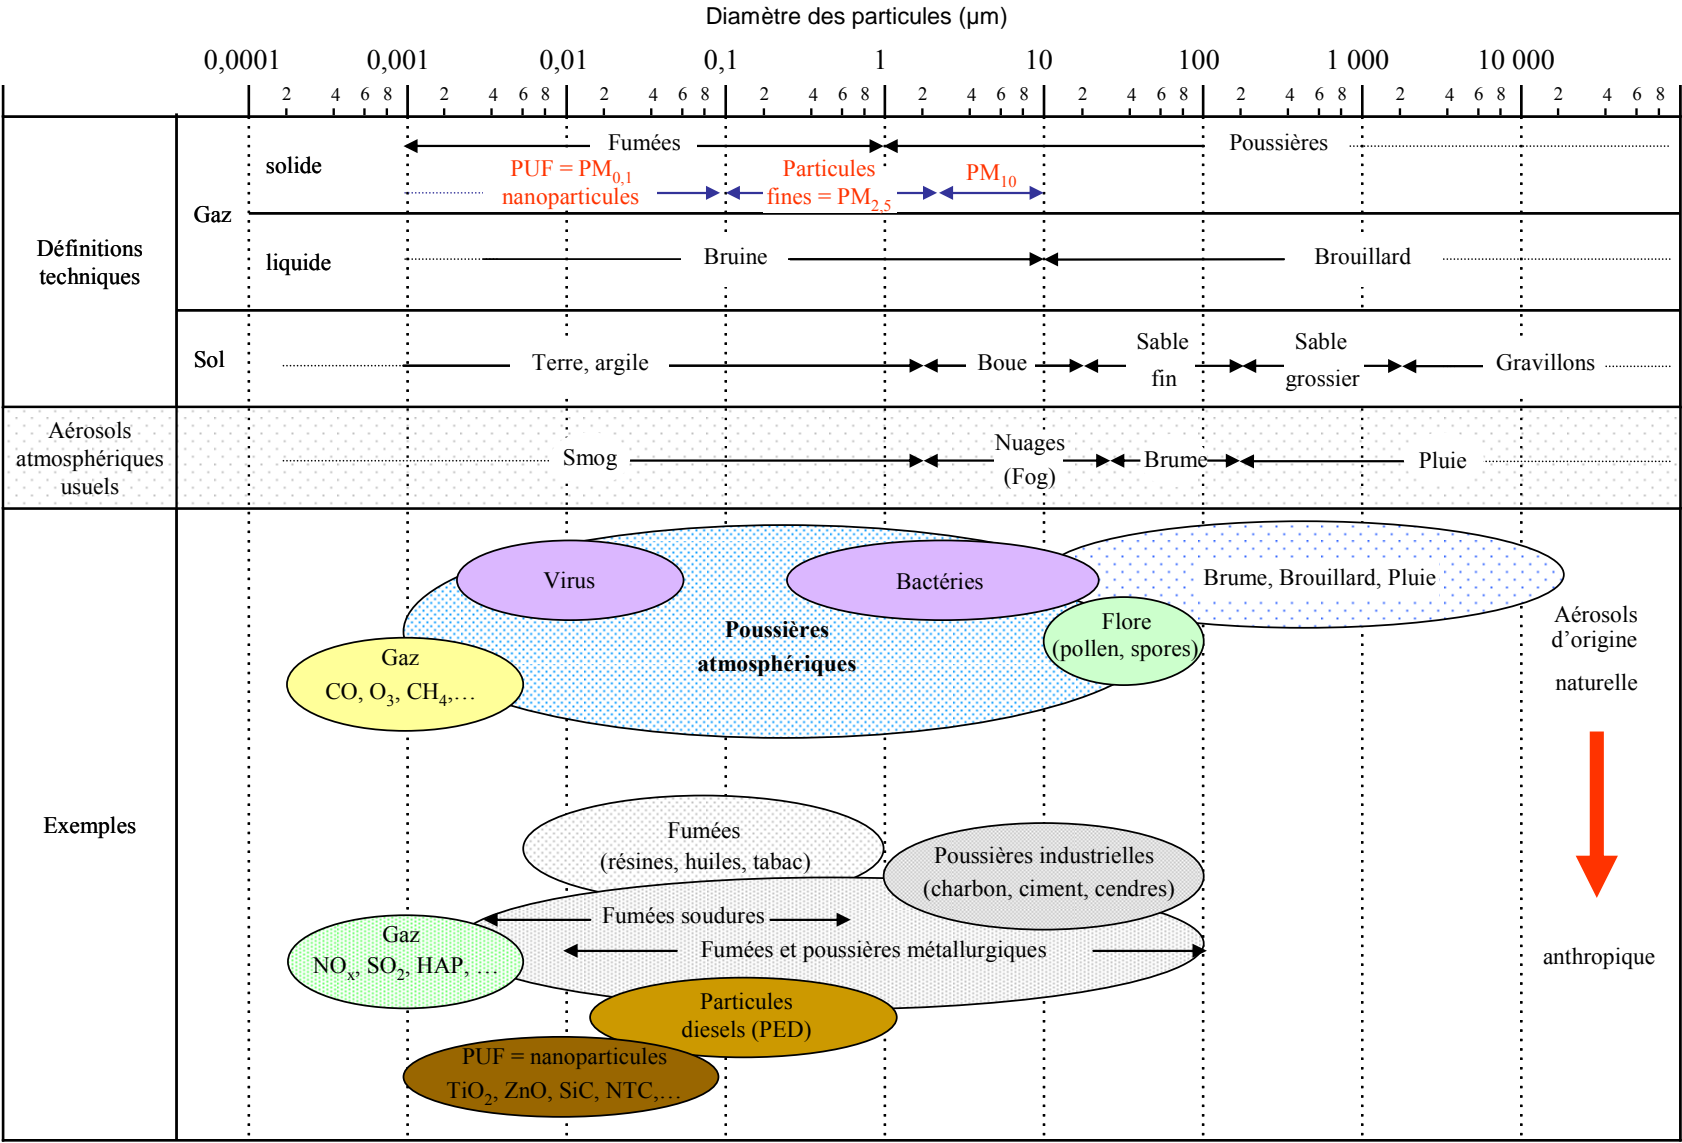 Diamètre des particules (µm)
0,0001 0,001 0,01 0,1 1 10 100 1 000 10 000
2 4 6 8 2 4 6 8 2 4 6 8 2 4 6 8 2 4 6 8 2 4 6 8 2 4 6 8 2 4 6 8 2 4 6 8
Définitions
techniques
Gaz
solide
Fumées
Poussières
PUF = PM0,1
nanoparticules
Particules
fines = PM2,5
PM10
liquide
Bruine
Brouillard
Sol
Terre, argile
Boue
Sable
fin
Sable
grossier
Gravillons
Aérosols
atmosphériques
usuels
Smog
Nuages
(Fog)
Brume
Pluie
Exemples
Virus
Bactéries
Brume, Brouillard, Pluie
Poussières
atmosphériques
Flore
(pollen, spores)
Gaz
CO, O3, CH4,…
Aérosols
d’origine
naturelle
Fumées
(résines, huiles, tabac)
Poussières industrielles
(charbon, ciment, cendres)
Fumées soudures
Fumées et poussières métallurgiques
Gaz
NOx, SO2, HAP, …
anthropique
Particules
diesels (PED)
PUF = nanoparticules
TiO2, ZnO, SiC, NTC,…